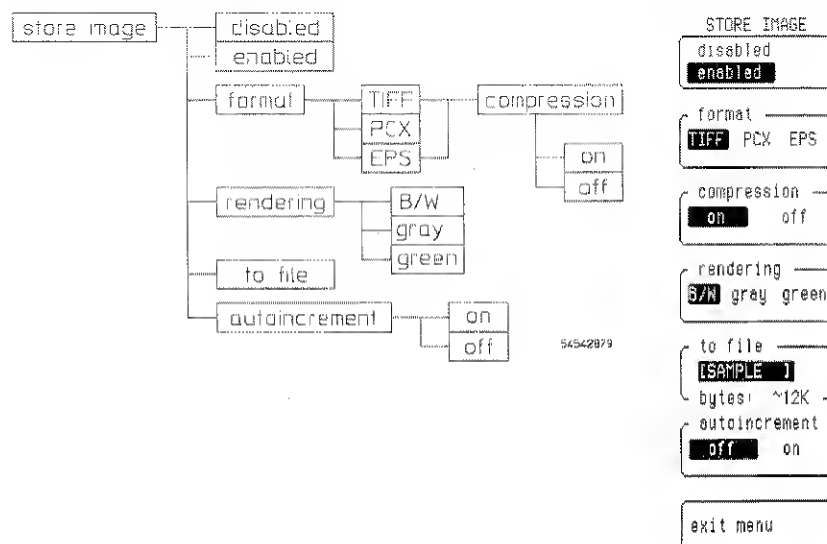 store image
disabled
enabled
format
TIFF
PCX
EPS
compression
on
off
rendering
B/W
gray
green
to file
autoincrement
on
off
54542879
STORE IMAGE
disabled
enabled
format
TIFF PCX EPS
compression
on off
rendering
B/W gray green
to file
[SAMPLE ]
bytes: ~12K
autoincrement
off on
exit menu